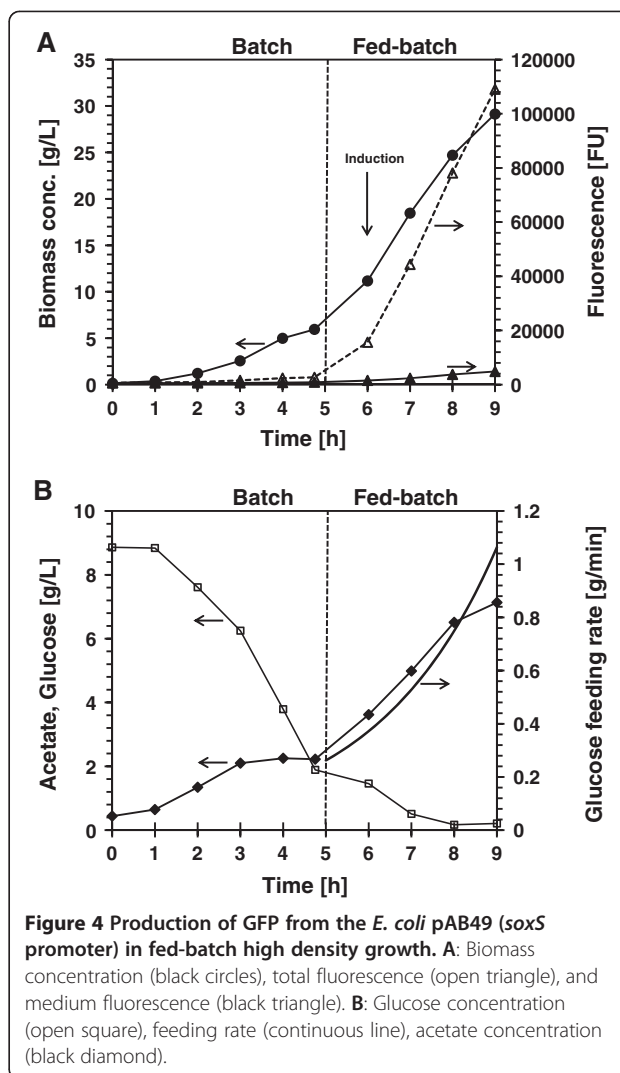 A
Batch Fed-batch
35
30
25
20
15
10
5
0
Biomass conc. [g/L]
Induction
120000
100000
80000
60000
40000
20000
0
Fluorescence [FU]
0 1 2 3 4 5 6 7 8 9
Time [h]
B
Batch Fed-batch
10
8
6
4
2
0
Acetate, Glucose [g/L]
1.2
1
0.8
0.6
0.4
0.2
0
Glucose feeding rate [g/min]
0 1 2 3 4 5 6 7 8 9
Time [h]
Figure 4 Production of GFP from the E. coli pAB49 (soxS
promoter) in fed-batch high density growth. A: Biomass
concentration (black circles), total fluorescence (open triangle), and
medium fluorescence (black triangle). B: Glucose concentration
(open square), feeding rate (continuous line), acetate concentration
(black diamond).